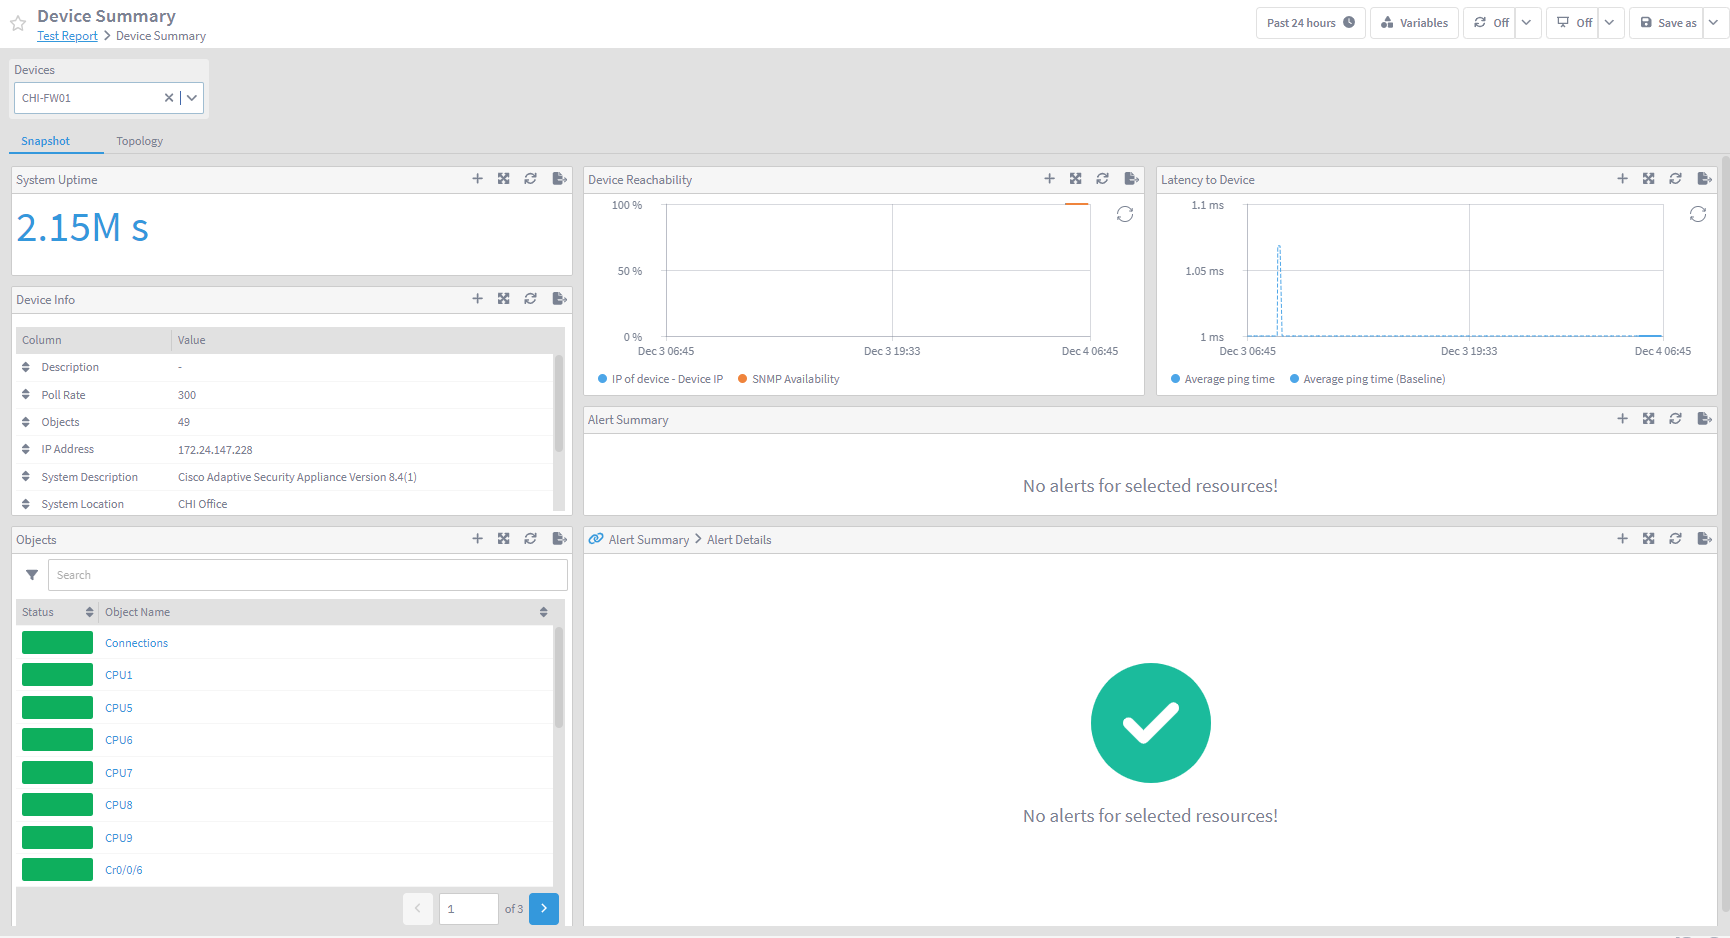 Device Summary
Test Report > Device Summary
Past 24 hours
Variables
Off
Off
Save as
Devices
CHI-FW01
Snapshot
Topology
System Uptime
2.15M s
Device Info
Column Value
Description -
Poll Rate 300
Objects 49
IP Address 172.24.147.228
System Description Cisco Adaptive Security Appliance Version 8.4(1)
System Location CHI Office
Objects
Search
Status Object Name
Connections
CPU1
CPU5
CPU6
CPU7
CPU8
CPU9
Cr0/0/6
1 of 3
Device Reachability
100 %
50 %
0 %
Dec 3 06:45 Dec 3 19:33 Dec 4 06:45
IP of device - Device IP SNMP Availability
Latency to Device
1.1 ms
1.05 ms
1 ms
Dec 3 06:45 Dec 3 19:33 Dec 4 06:45
Average ping time Average ping time (Baseline)
Alert Summary
No alerts for selected resources!
Alert Summary > Alert Details
No alerts for selected resources!